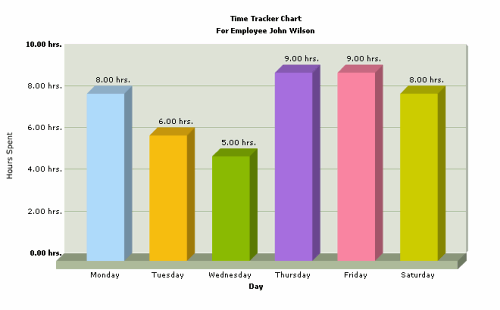 Time Tracker Chart
For Employee John Wilson
10.00 hrs.
8.00 hrs.
6.00 hrs.
4.00 hrs.
2.00 hrs.
0.00 hrs.
Hours Spent
8.00 hrs.
6.00 hrs.
5.00 hrs.
9.00 hrs.
9.00 hrs.
8.00 hrs.
Monday
Tuesday
Wednesday
Thursday
Friday
Saturday
Day